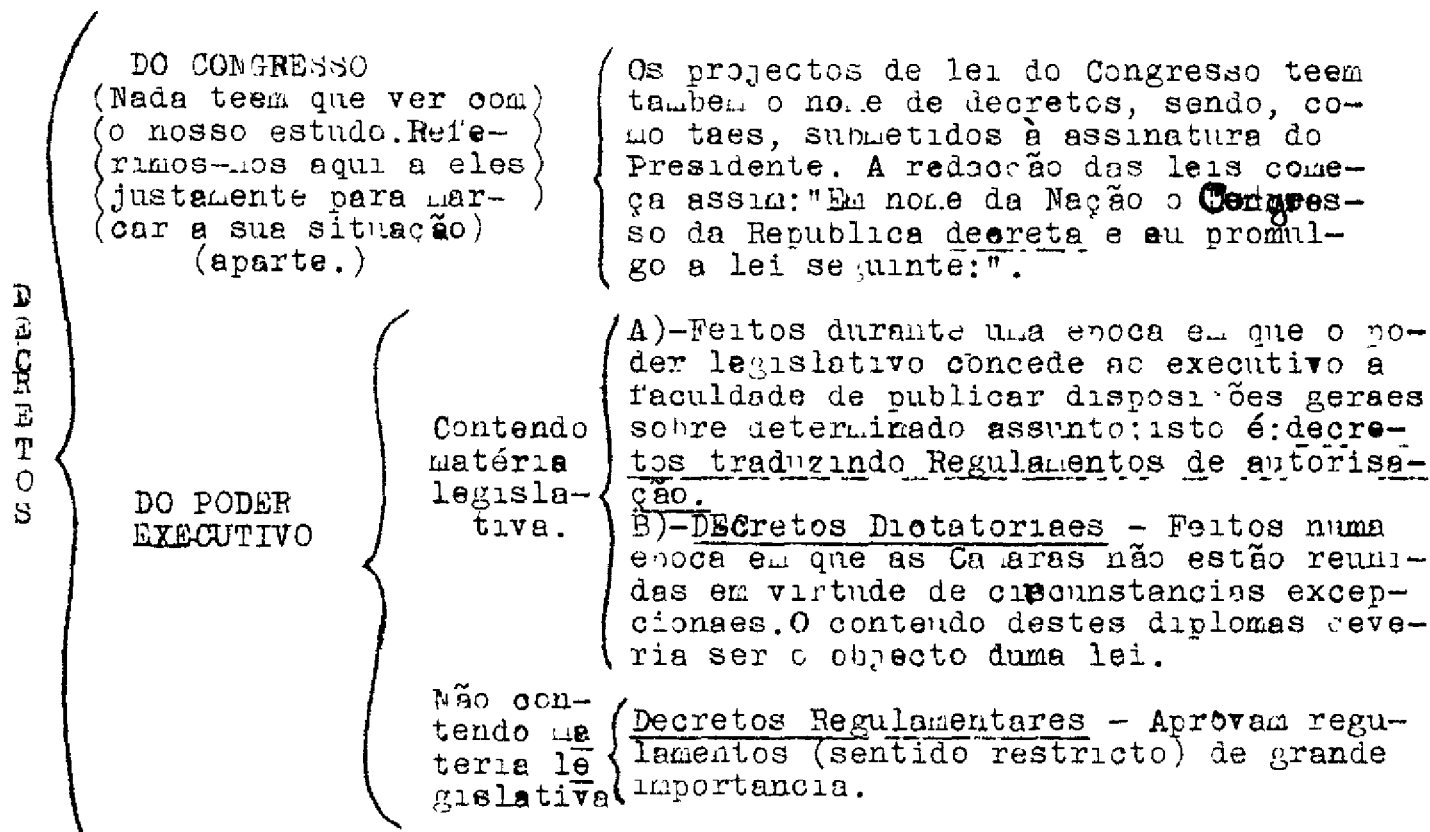 DECRETOS
DO CONGRESSO
(Nada teem que ver com)
(o nosso estudo.Refe- )
(rimos-nos aqui a eles)
(justamente para mar- )
(car a sua situação)
(aparte.)
Os projectos de lei do Congresso teem
tambem o nome de decretos, sendo, co-
mo taes, submetidos à assinatura do
Presidente. A redacção das leis come-
ça assim:"Em nome da Nação o Congres-
so da Republica decreta e eu promul-
go a lei seguinte:".
DO PODER
EXECUTIVO
Contendo
matéria
legisla-
tiva.
A)-Feitos durante uma epoca em que o po-
der legislativo concede ao executivo a
faculdade de publicar disposições geraes
sobre determinado assunto;isto é:decre-
tos traduzindo Regulamentos de autorisa-
ção.
B)-DECretos Dictatoriaes - Feitos numa
epoca em que as Camaras não estão reuni-
das em virtude de circunstancias excep-
cionaes.O conteudo destes diplomas deve-
ria ser o objecto duma lei.
Não con-
tendo ma
teria le
gislativa
Decretos Regulamentares - Aprovam regu-
lamentos (sentido restricto) de grande
importancia.